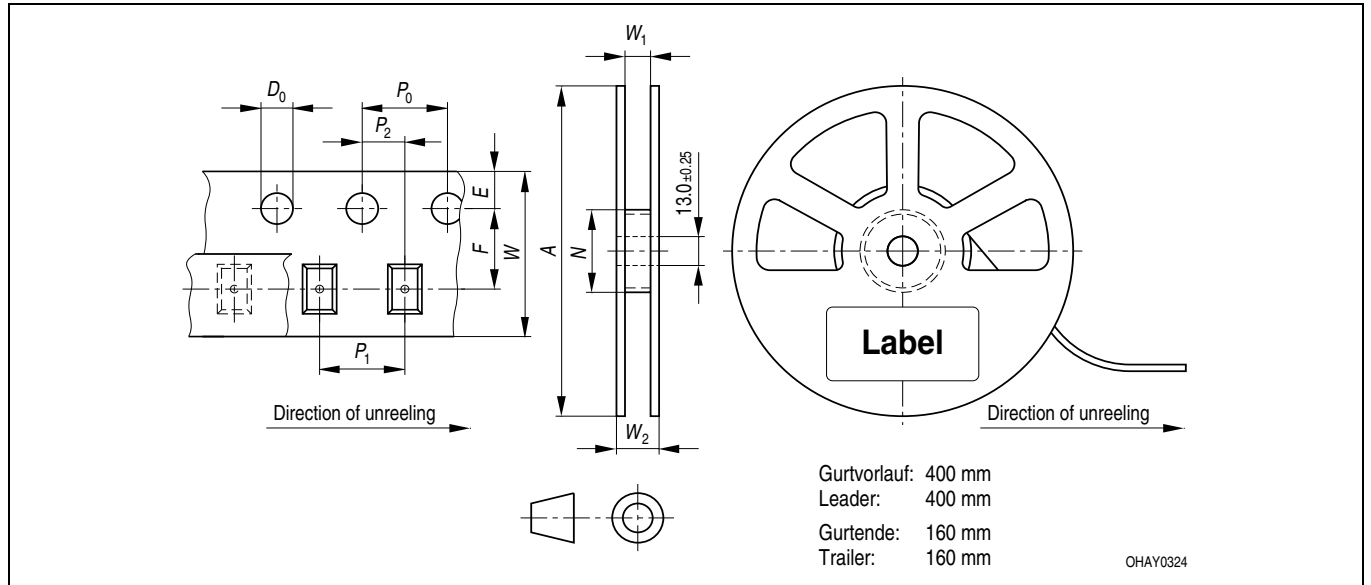 W1
D0
P0
P2
E
F
W
A
N
13.0±0.25
P1
W2
Label
Direction of unreeling
Direction of unreeling
Gurtvorlauf: 400 mm
Leader: 400 mm
Gurtende: 160 mm
Trailer: 160 mm
OHAY0324